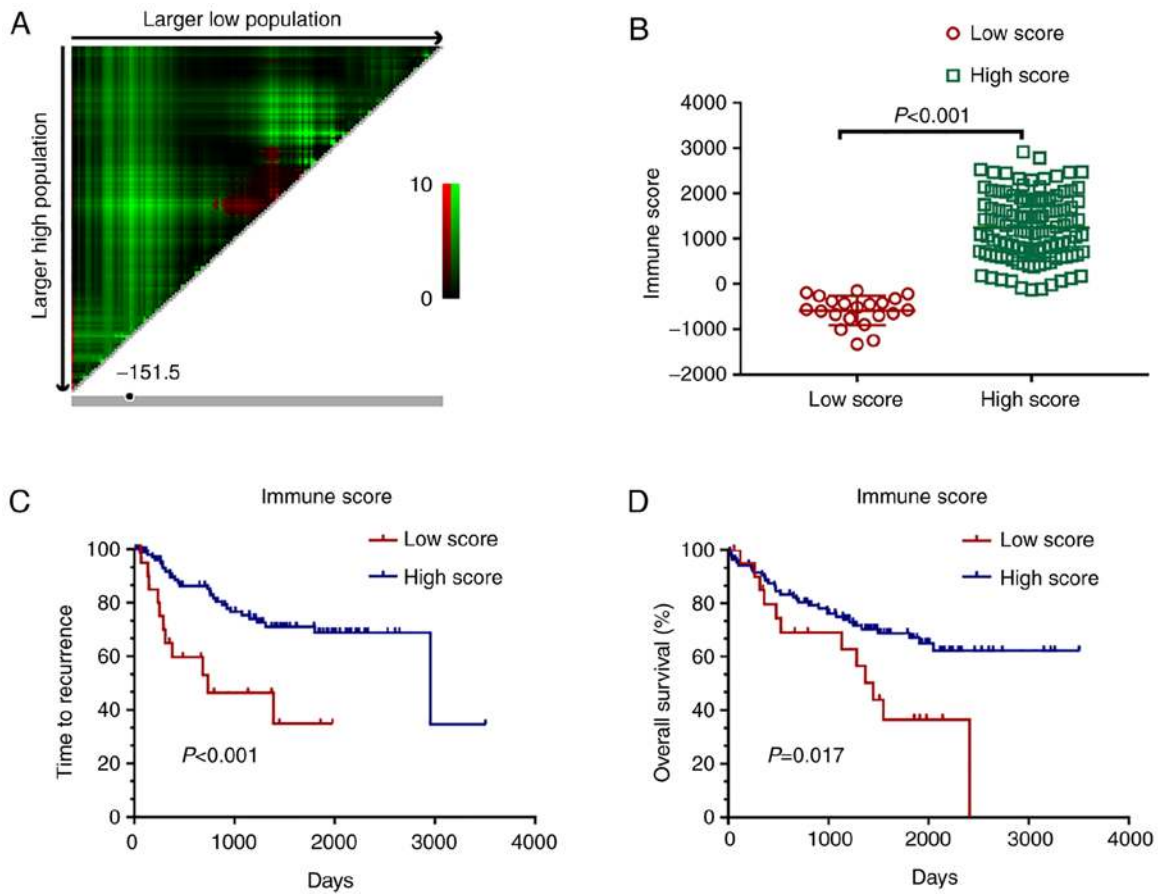 A
Larger low population
Larger high population
10
0
−151.5
B
Low score
High score
P<0.001
Immune score
4000
3000
2000
1000
0
−1000
−2000
Low score
High score
C
Immune score
Low score
High score
Time to recurrence
100
80
60
40
20
0
P<0.001
0
1000
2000
3000
4000
Days
D
Immune score
Low score
High score
Overall survival (%)
100
80
60
40
20
0
P=0.017
0
1000
2000
3000
4000
Days